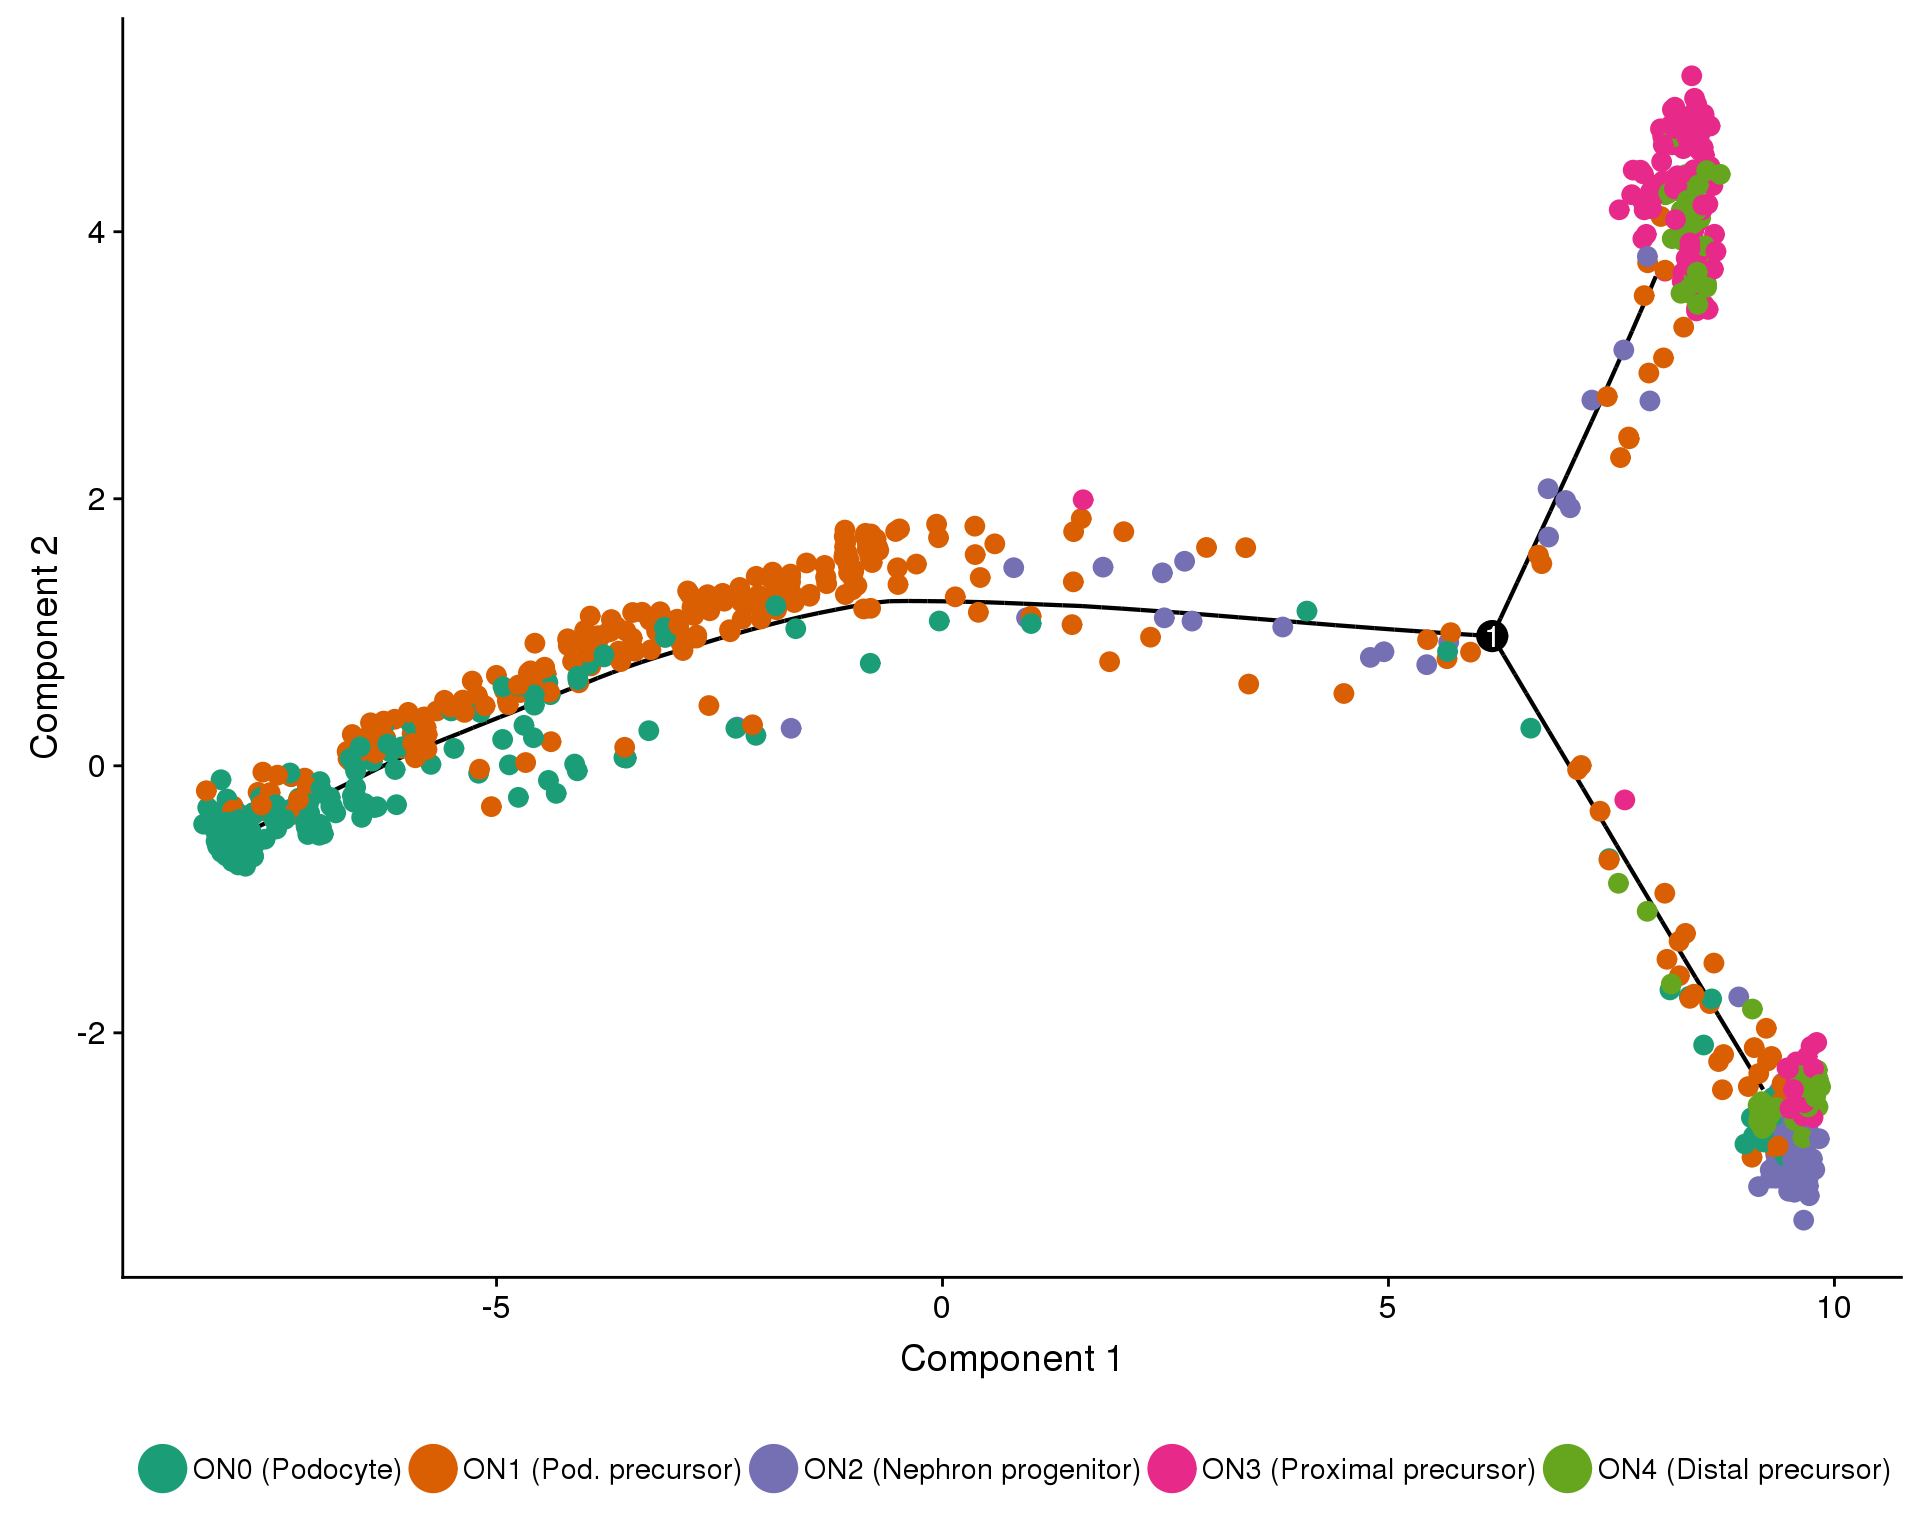 4
2
0
-2
Component 2
1
-5 0 5 10
Component 1
ON0 (Podocyte) ON1 (Pod. precursor) ON2 (Nephron progenitor) ON3 (Proximal precursor) ON4 (Distal precursor)